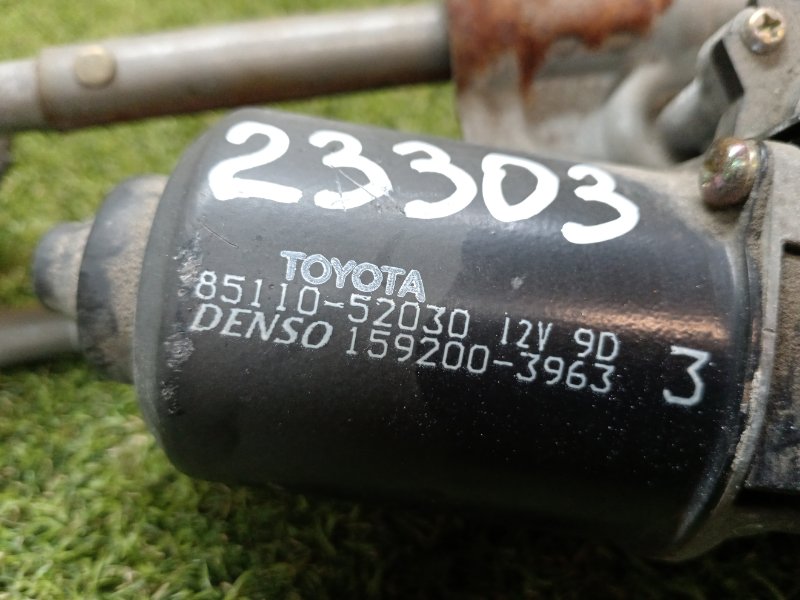 23303
TOYOTA
85110-52030 12V 9D
DENSO 159200-3963 3